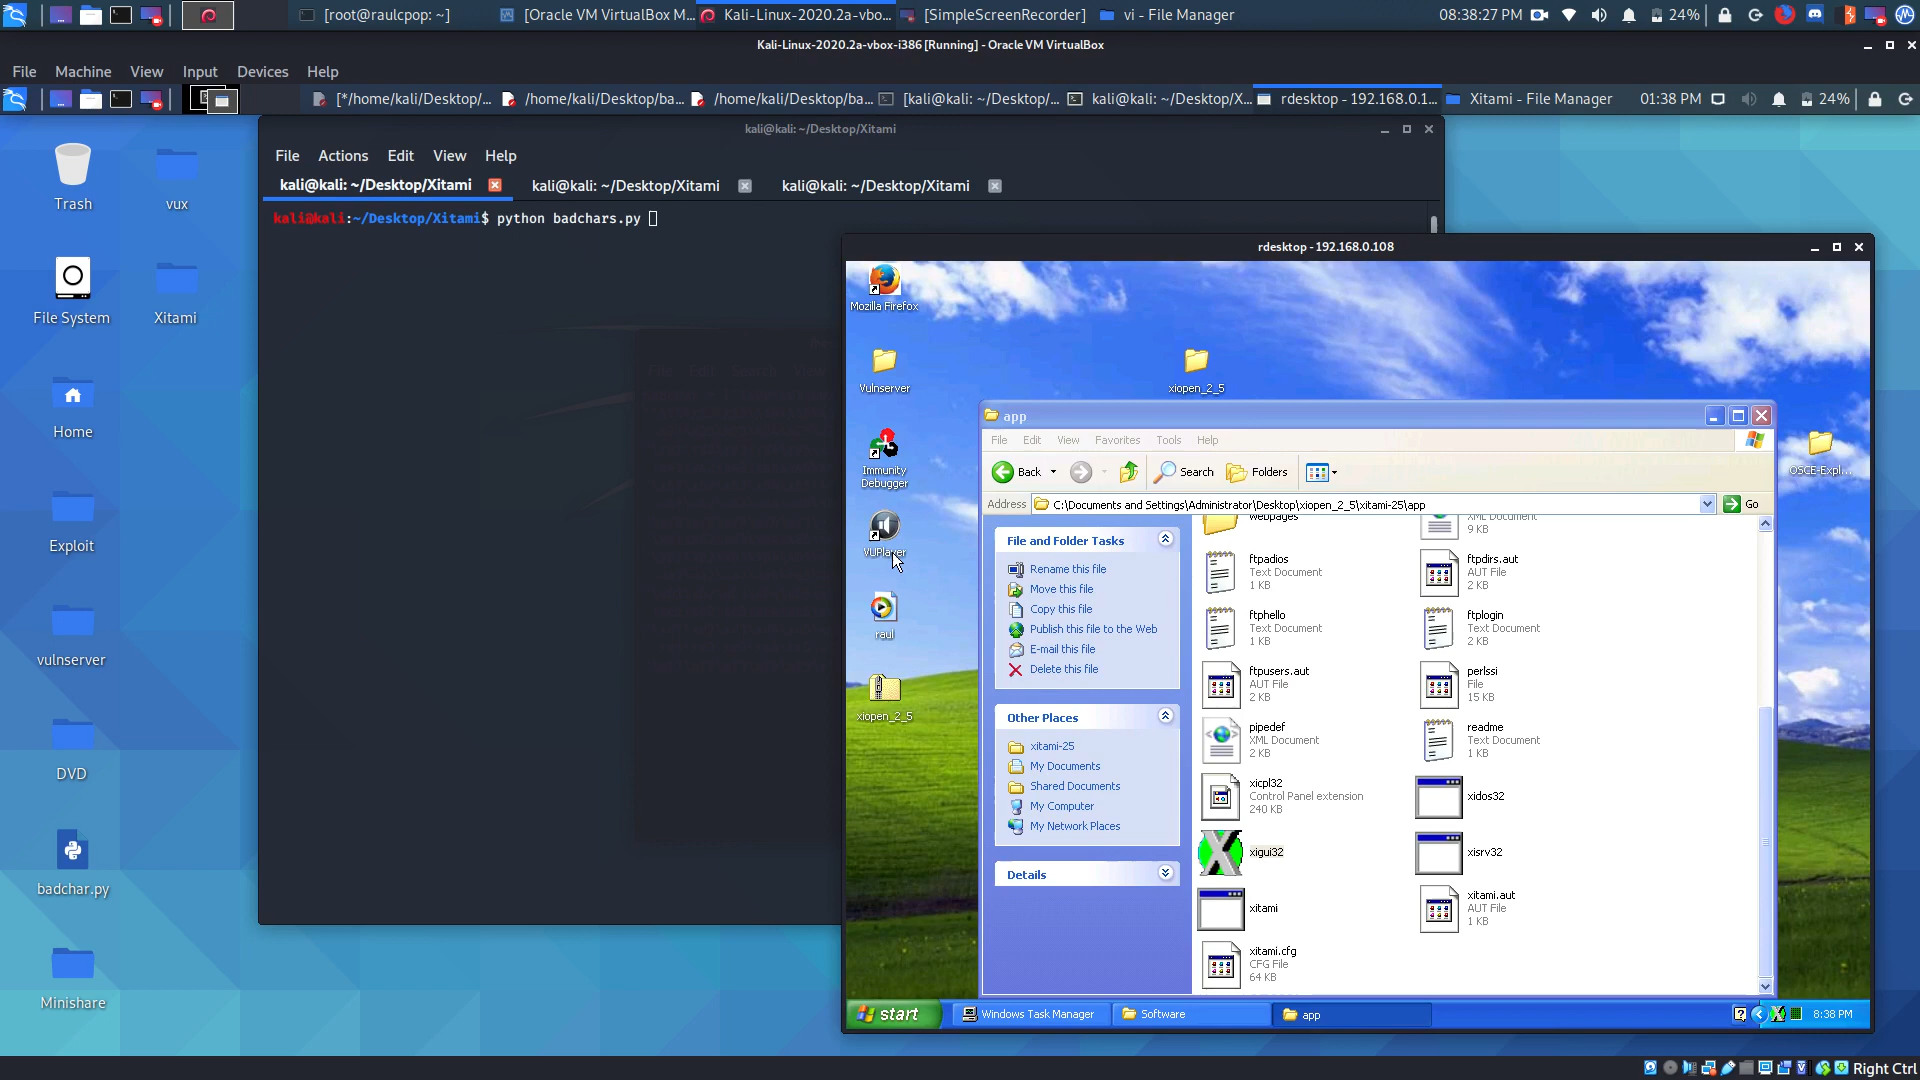 [root@raulcpop: ~]
[Oracle VM VirtualBox M...
Kali-Linux-2020.2a-vbo...
[SimpleScreenRecorder]
vi - File Manager
08:38:27 PM
24%
Kali-Linux-2020.2a-vbox-i386 [Running] - Oracle VM VirtualBox
File Machine View Input Devices Help
[*/home/kali/Desktop/...
/home/kali/Desktop/ba...
/home/kali/Desktop/ba...
[kali@kali: ~/Desktop/...
kali@kali: ~/Desktop/X...
rdesktop - 192.168.0.1...
Xitami - File Manager
01:38 PM
24%
Trash
vux
File System
Xitami
Home
Exploit
vulnserver
DVD
badchar.py
Minishare
kali@kali: ~/Desktop/Xitami
File Actions Edit View Help
kali@kali: ~/Desktop/Xitami
kali@kali: ~/Desktop/Xitami
kali@kali: ~/Desktop/Xitami
kali@kali:~/Desktop/Xitami$ python badchars.py
rdesktop - 192.168.0.108
Mozilla Firefox
Vulnserver
xiopen_2_5
Immunity
Debugger
VUPlayer
raul
xiopen_2_5
OSCE-Expl...
app
File Edit View Favorites Tools Help
Back
Search
Folders
Address
C:\Documents and Settings\Administrator\Desktop\xiopen_2_5\xitami-25\app
Go
File and Folder Tasks
Rename this file
Move this file
Copy this file
Publish this file to the Web
E-mail this file
Delete this file
Other Places
xitami-25
My Documents
Shared Documents
My Computer
My Network Places
Details
webpages
XML Document
9 KB
ftpadios
Text Document
1 KB
ftpdirs.aut
AUT File
2 KB
ftphello
Text Document
1 KB
ftplogin
Text Document
2 KB
ftpusers.aut
AUT File
2 KB
perlssi
File
15 KB
pipedef
XML Document
2 KB
readme
Text Document
1 KB
xicpl32
Control Panel extension
240 KB
xidos32
xigui32
xisrv32
xitami
xitami.aut
AUT File
1 KB
xitami.cfg
CFG File
64 KB
start
Windows Task Manager
Software
app
8:38 PM
Right Ctrl